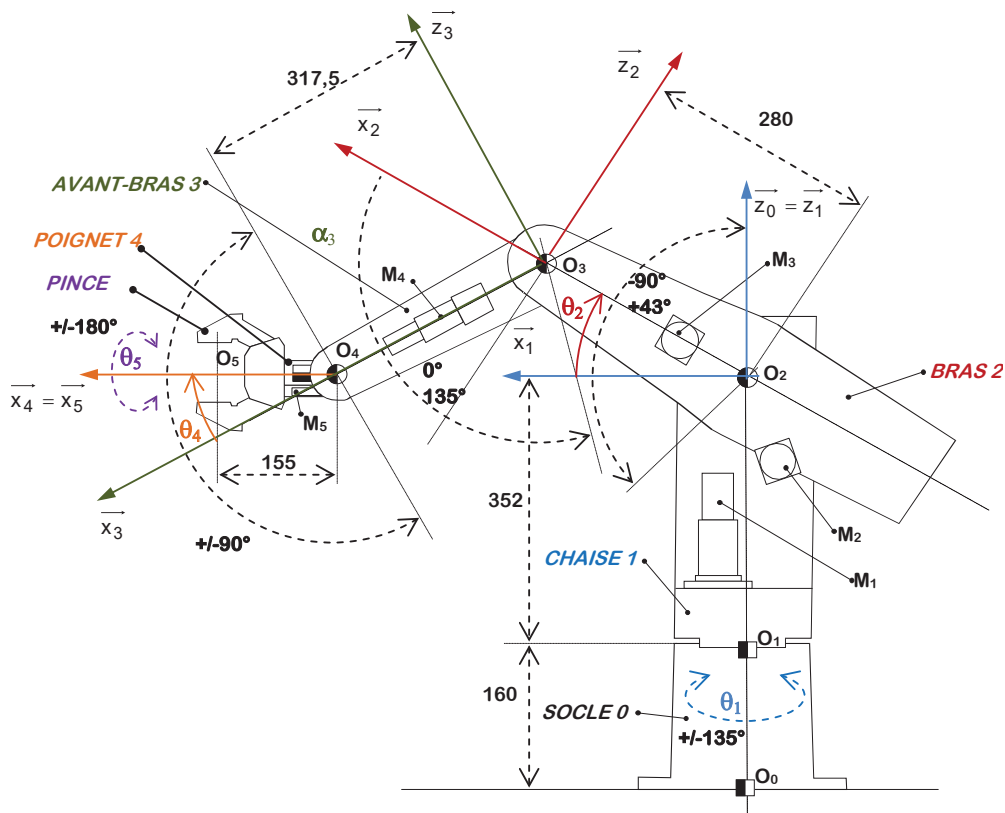 z₃
317,5
z₂
x₂
280
AVANT-BRAS 3
z₀ = z₁
α₃
POIGNET 4
M₃
O₃
M₄
-90°
+43°
PINCE
θ₂
+/-180°
x₁
O₄
O₅
θ₅
0°
135°
O₂
BRAS 2
x₄ = x₅
M₅
θ₄
155
352
x₃
M₂
+/-90°
CHAISE 1
M₁
O₁
160
θ₁
SOCLE 0
+/-135°
O₀